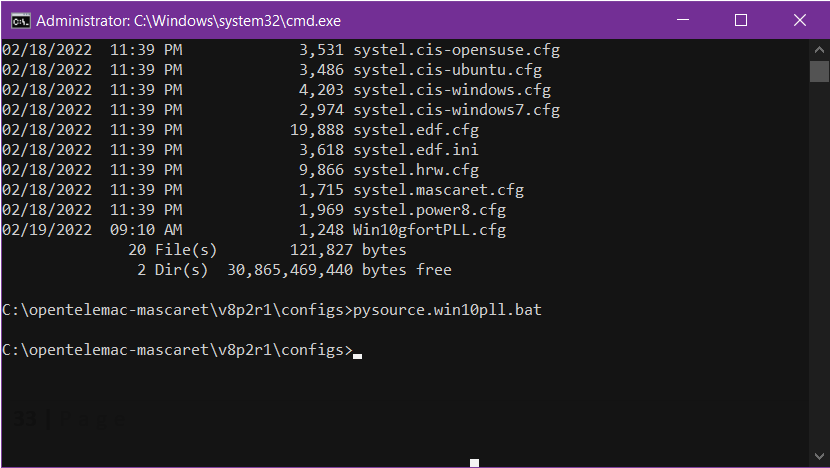 Administrator: C:\Windows\system32\cmd.exe
02/18/2022  11:39 PM             3,531 systel.cis-opensuse.cfg
02/18/2022  11:39 PM             3,486 systel.cis-ubuntu.cfg
02/18/2022  11:39 PM             4,203 systel.cis-windows.cfg
02/18/2022  11:39 PM             2,974 systel.cis-windows7.cfg
02/18/2022  11:39 PM            19,888 systel.edf.cfg
02/18/2022  11:39 PM             3,618 systel.edf.ini
02/18/2022  11:39 PM             9,866 systel.hrw.cfg
02/18/2022  11:39 PM             1,715 systel.mascaret.cfg
02/18/2022  11:39 PM             1,969 systel.power8.cfg
02/19/2022  09:10 AM             1,248 Win10gfortPLL.cfg
              20 File(s)        121,827 bytes
               2 Dir(s)  30,865,469,440 bytes free
C:\opentelemac-mascaret\v8p2r1\configs>pysource.win10pll.bat
C:\opentelemac-mascaret\v8p2r1\configs>
33 | P a g e